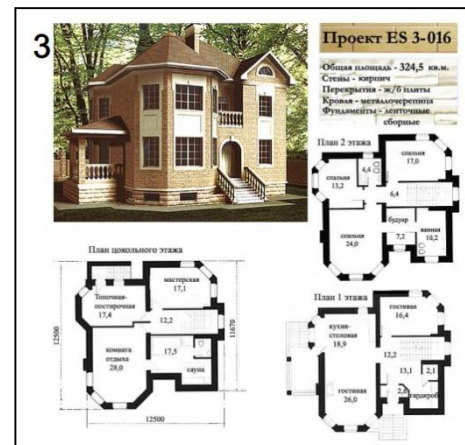 3
Проект ES 3-016
Общая площадь - 324,5 кв.м.
Стены - кирпич
Перекрытия - ж/б плиты
Кровля - металлочерепица
Фундаменты - ленточные
сборные
План 2 этажа
спальня
17,0
спальня
13,2
4,4
6,4
будуар
7,2
спальня
24,0
ванная
10,2
План цокольного этажа
мастерская
17,1
Топочная-
постирочная
17,4
12,2
комната
отдыха
28,0
17,5
сауна
12500
11670
12500
План 1 этажа
гостевая
16,4
кухня-
столовая
18,9
12,2
13,1
2,1
2,0
гардероб
гостиная
26,0